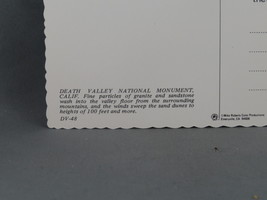 DEATH VALLEY NATIONAL MONUMENT,
CALIF. Fine particles of granite and sandstone
wash into the valley floor from the surrounding
mountains, and the winds sweep the sand dunes to
heights of 100 feet and more.
DV-48